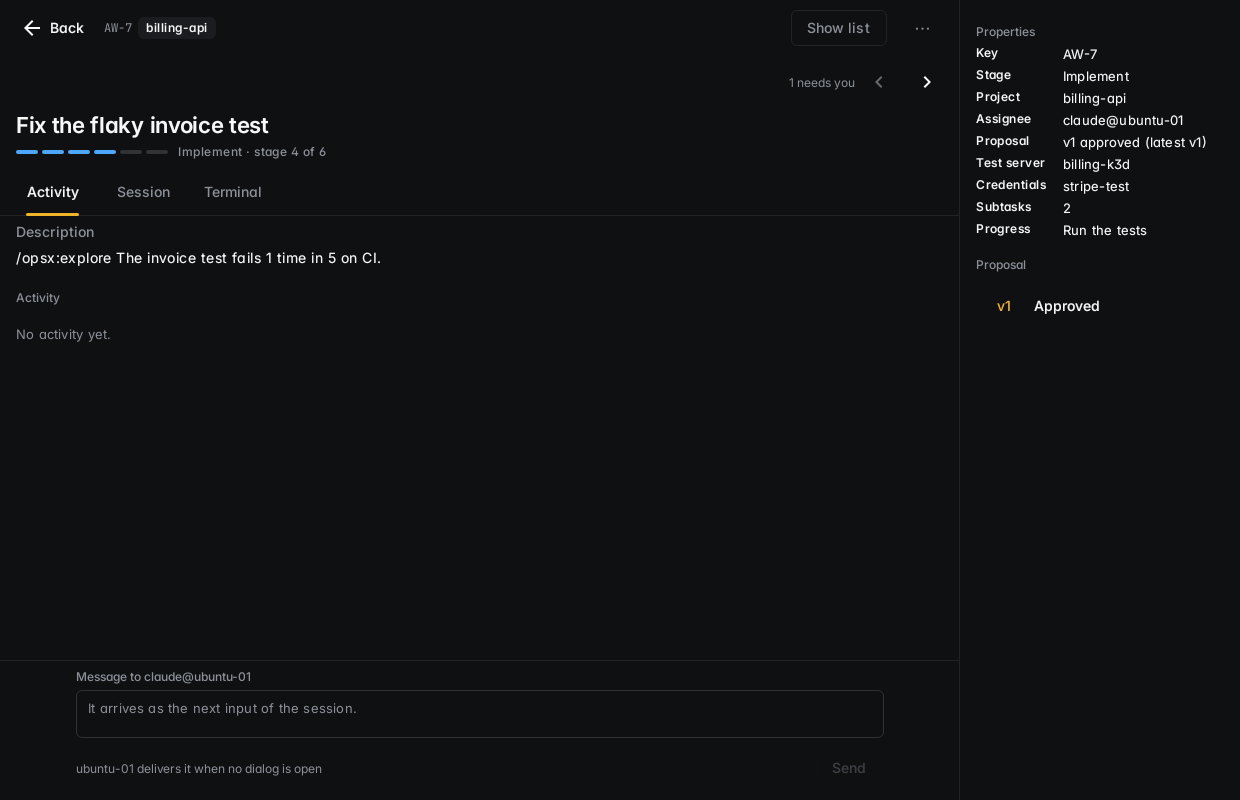 Back AW-7 billing-api Show list ...
1 needs you
Fix the flaky invoice test
Implement · stage 4 of 6
Activity Session Terminal
Description
/opsx:explore The invoice test fails 1 time in 5 on CI.
Activity
No activity yet.
Message to claude@ubuntu-01
It arrives as the next input of the session.
ubuntu-01 delivers it when no dialog is open Send
Properties
Key AW-7
Stage Implement
Project billing-api
Assignee claude@ubuntu-01
Proposal v1 approved (latest v1)
Test server billing-k3d
Credentials stripe-test
Subtasks 2
Progress Run the tests
Proposal
v1 Approved